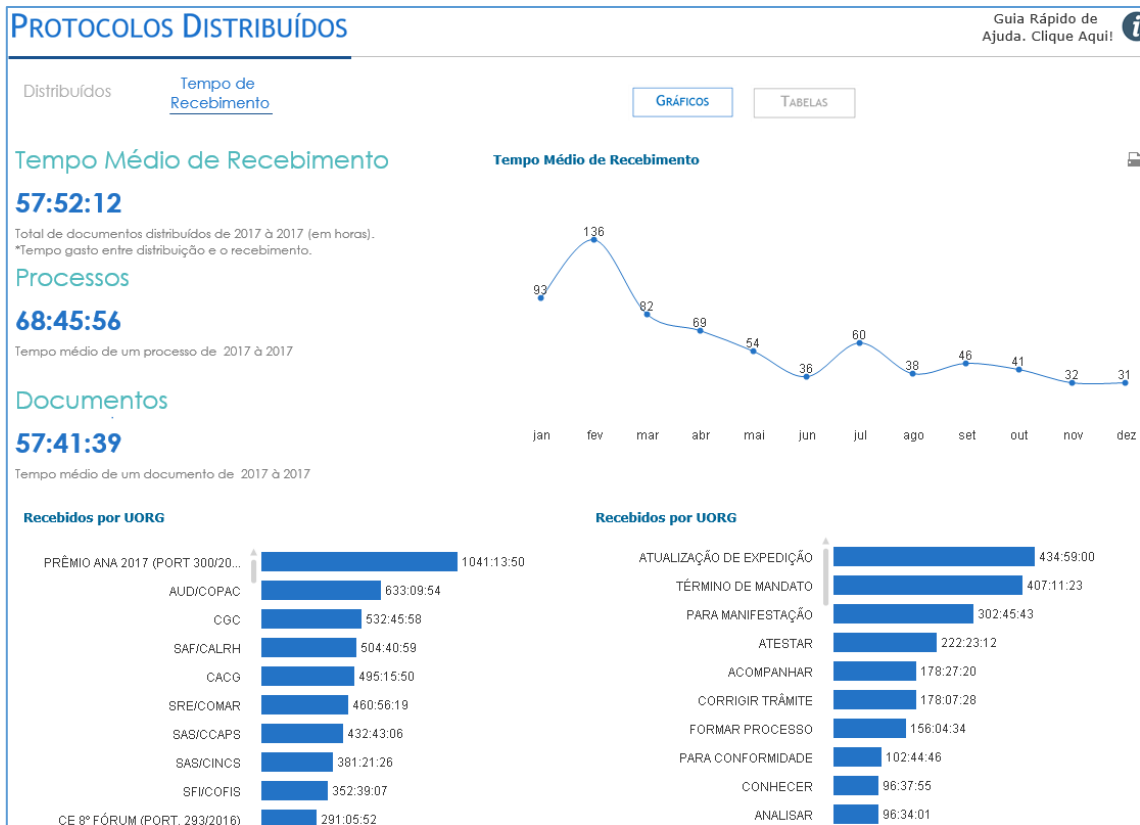 PROTOCOLOS DISTRIBUÍDOS
Guia Rápido de
Ajuda. Clique Aqui!
i
Distribuídos
Tempo de
Recebimento
GRÁFICOS
TABELAS
Tempo Médio de Recebimento
57:52:12
Total de documentos distribuídos de 2017 à 2017 (em horas).
*Tempo gasto entre distribuição e o recebimento.
Processos
68:45:56
Tempo médio de um processo de 2017 à 2017
Documentos
57:41:39
Tempo médio de um documento de 2017 à 2017
Tempo Médio de Recebimento
93 136 82 69 54 36 60 38 46 41 32 31
jan fev mar abr mai jun jul ago set out nov dez
Recebidos por UORG
PRÊMIO ANA 2017 (PORT 300/20... 1041:13:50
AUD/COPAC 633:09:54
CGC 532:45:58
SAF/CALRH 504:40:59
CACG 495:15:50
SRE/COMAR 460:56:19
SAS/CCAPS 432:43:06
SAS/CINCS 381:21:26
SFI/COFIS 352:39:07
CE 8º FÓRUM (PORT. 293/2016) 291:05:52
Recebidos por UORG
ATUALIZAÇÃO DE EXPEDIÇÃO 434:59:00
TÉRMINO DE MANDATO 407:11:23
PARA MANIFESTAÇÃO 302:45:43
ATESTAR 222:23:12
ACOMPANHAR 178:27:20
CORRIGIR TRÂMITE 178:07:28
FORMAR PROCESSO 156:04:34
PARA CONFORMIDADE 102:44:46
CONHECER 96:37:55
ANALISAR 96:34:01